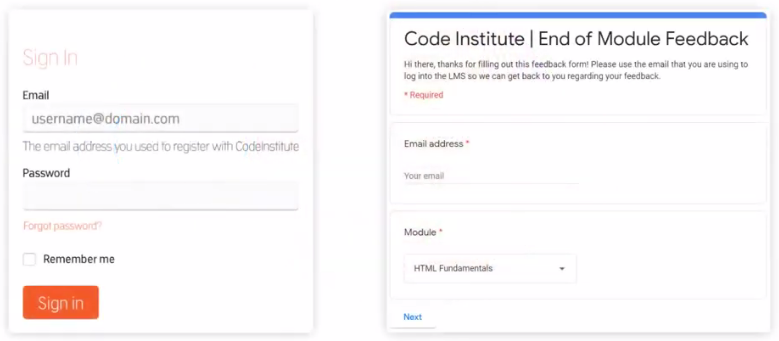 Sign In
Email
username@domain.com
The email address you used to register with CodeInstitute
Password
Forgot password?
Remember me
Sign in
Code Institute | End of Module Feedback
Hi there, thanks for filling out this feedback form! Please use the email that you are using to
log into the LMS so we can get back to you regarding your feedback.
* Required
Email address *
Your email
Module *
HTML Fundamentals
Next